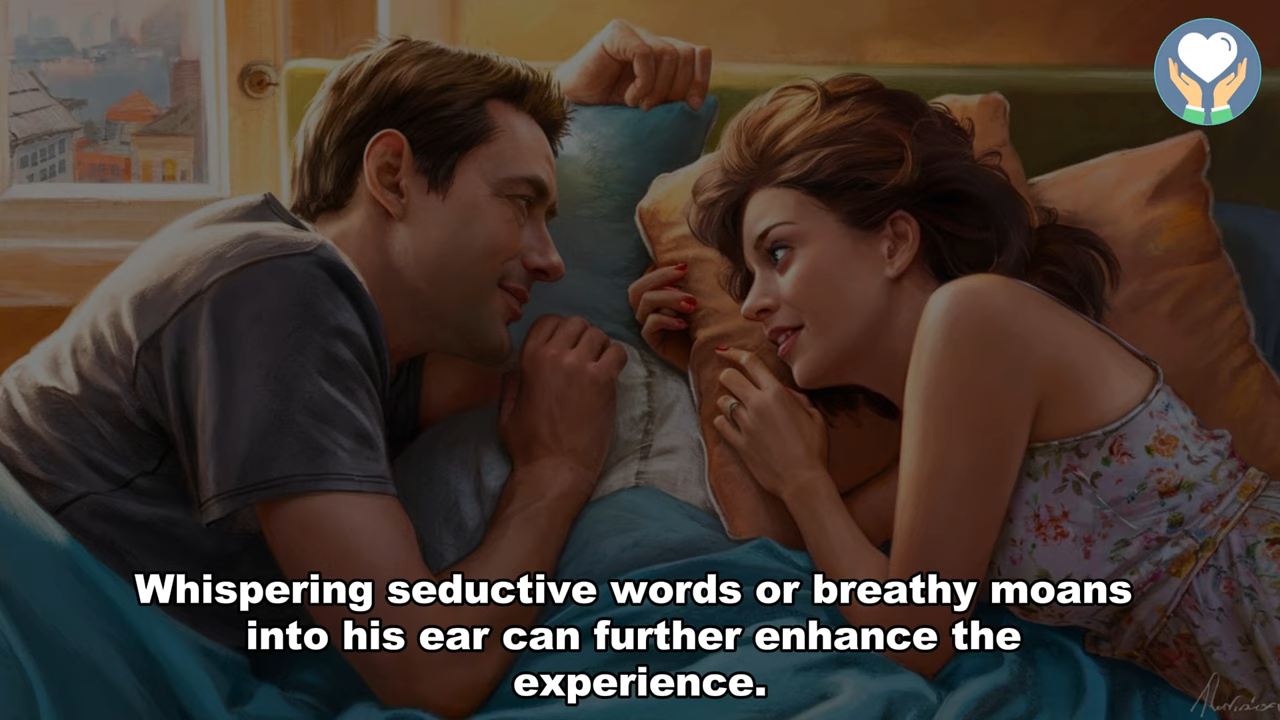 Whispering seductive words or breathy moans
into his ear can further enhance the
experience.